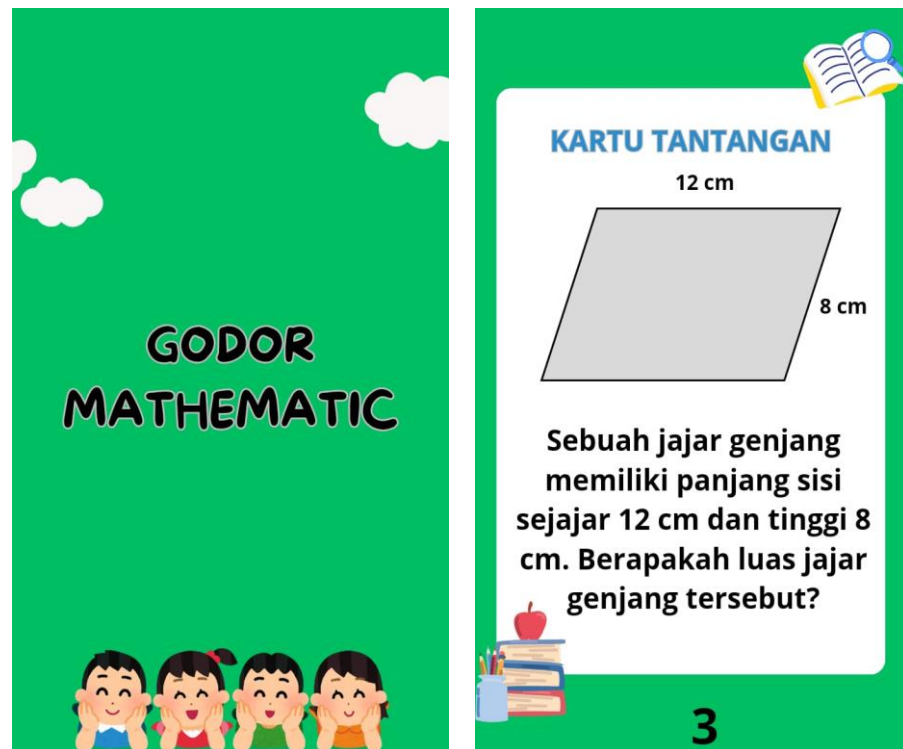 GODOR
MATHEMATIC
KARTU TANTANGAN
12 cm
8 cm
Sebuah jajar genjang
memiliki panjang sisi
sejajar 12 cm dan tinggi 8
cm. Berapakah luas jajar
genjang tersebut?
3